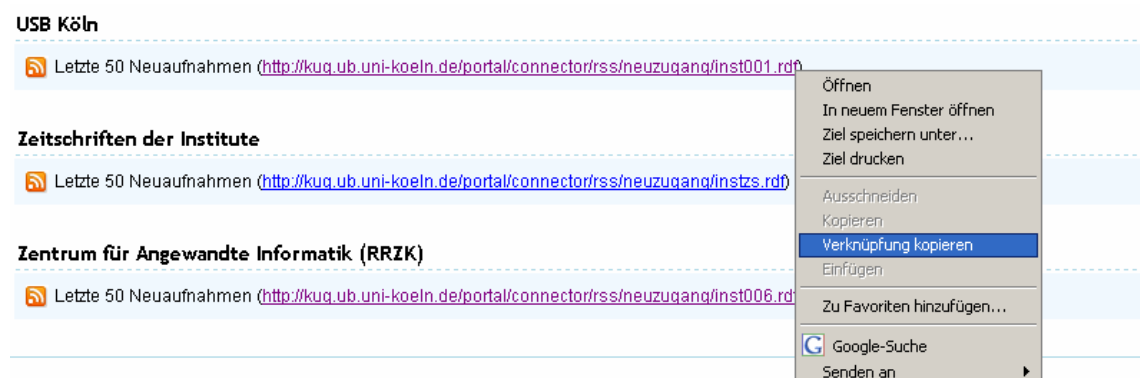 USB Köln
Letzte 50 Neuaufnahmen (http://kug.ub.uni-koeln.de/portal/connector/rss/neuzugang/inst001.rdf)
Zeitschriften der Institute
Letzte 50 Neuaufnahmen (http://kug.ub.uni-koeln.de/portal/connector/rss/neuzugang/instzs.rdf)
Zentrum für Angewandte Informatik (RRZK)
Letzte 50 Neuaufnahmen (http://kug.ub.uni-koeln.de/portal/connector/rss/neuzugang/inst006.rdf
Öffnen
In neuem Fenster öffnen
Ziel speichern unter...
Ziel drucken
Ausschneiden
Kopieren
Verknüpfung kopieren
Einfügen
Zu Favoriten hinzufügen...
G Google-Suche
Senden an